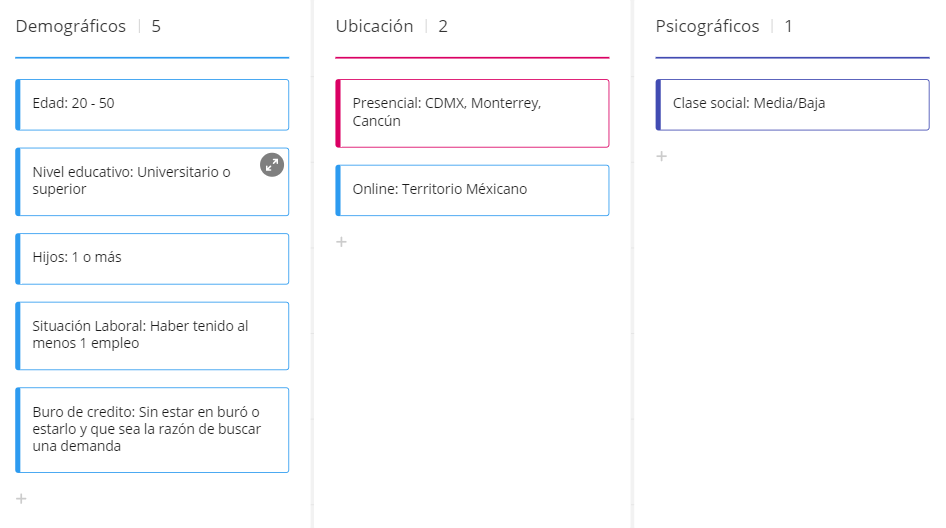 Demográficos | 5
Edad: 20 - 50
Nivel educativo: Universitario o
superior
Hijos: 1 o más
Situación Laboral: Haber tenido al
menos 1 empleo
Buro de credito: Sin estar en buró o
estarlo y que sea la razón de buscar
una demanda
+
Ubicación | 2
Presencial: CDMX, Monterrey,
Cancún
Online: Territorio Méxicano
+
Psicográficos | 1
Clase social: Media/Baja
+